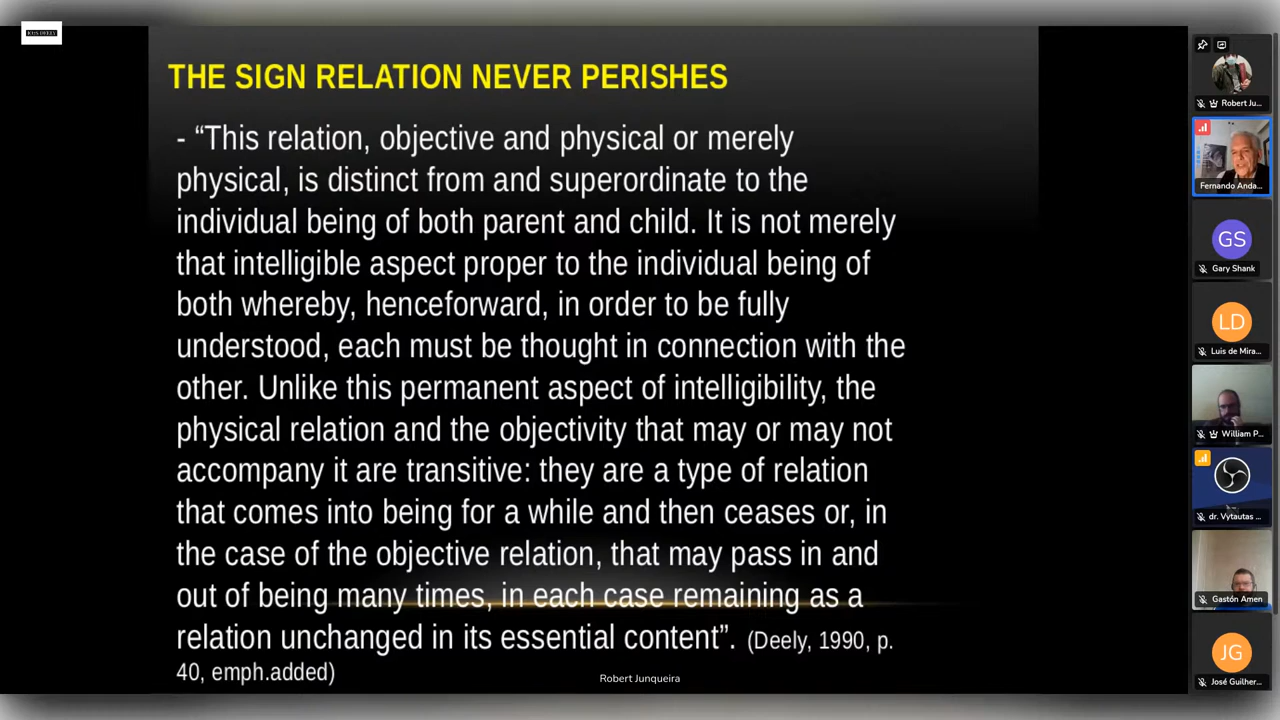 THE SIGN RELATION NEVER PERISHES
- “This relation, objective and physical or merely
physical, is distinct from and superordinate to the
individual being of both parent and child. It is not merely
that intelligible aspect proper to the individual being of
both whereby, henceforward, in order to be fully
understood, each must be thought in connection with the
other. Unlike this permanent aspect of intelligibility, the
physical relation and the objectivity that may or may not
accompany it are transitive: they are a type of relation
that comes into being for a while and then ceases or, in
the case of the objective relation, that may pass in and
out of being many times, in each case remaining as a
relation unchanged in its essential content”. (Deely, 1990, p.
40, emph.added)
Robert Junqueira
Robert Ju...
Fernando Anda...
GS
Gary Shank
LD
Luis de Mira...
William P...
dr. Vytautas ...
Gastón Amen
JG
José Guilher...